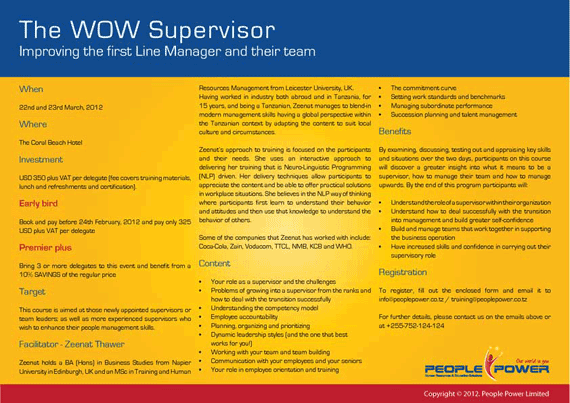 The WOW Supervisor
Improving the first Line Manager and their team
When
22nd and 23rd March, 2012
Where
The Coral Beach Hotel
Investment
USD 350 plus VAT per delegate (fee covers training materials,
lunch and refreshments and certification).
Early bird
Book and pay before 24th February, 2012 and pay only 325
USD plus VAT per delegate
Premier plus
Bring 3 or more delegates to this event and benefit from a
10% SAVINGS of the regular price
Target
This course is aimed at those newly appointed supervisors or
team leaders; as well as more experienced supervisors who
wish to enhance their people management skills.
Facilitator - Zeenat Thawer
Zeenat holds a BA (Hons) in Business Studies from Napier
University in Edinburgh, UK and an MSc in Training and Human
Resources Management from Leicester University, UK.
Having worked in industry both abroad and in Tanzania, for
15 years, and being a Tanzanian, Zeenat manages to blend-in
modern management skills having a global perspective within
the Tanzanian context by adapting the content to suit local
culture and circumstances.
Zeenat's approach to training is focused on the participants
and their needs. She uses an interactive approach to
delivering her training that is Neuro-Linguistic Programming
(NLP) driven. Her delivery techniques allow participants to
appreciate the content and be able to offer practical solutions
in workplace situations. She believes in the NLP way of thinking
where participants first learn to understand their behavior
and attitudes and then use that knowledge to understand the
behavior of others.
Some of the companies that Zeenat has worked with include:
Coca-Cola, Zain, Vodacom, TTCL, NMB, KCB and WHO.
Content
• Your role as a supervisor and the challenges
• Problems of growing into a supervisor from the ranks and
how to deal with the transition successfully
• Understanding the competency model
• Employee accountability
• Planning, organizing and prioritizing
• Dynamic leadership styles (and the one that best
works for you!)
• Working with your team and team building
• Communication with your employees and your seniors
• Your role in employee orientation and training
• The commitment curve
• Setting work standards and benchmarks
• Managing subordinate performance
• Succession planning and talent management
Benefits
By examining, discussing, testing out and appraising key skills
and situations over the two days, participants on this course
will discover a greater insight into what it means to be a
supervisor, how to manage their team and how to manage
upwards. By the end of this program participants will:
• Understand the role of a supervisor within their organization
• Understand how to deal successfully with the transition
into management and build greater self-confidence
• Build and manage teams that work together in supporting
the business operation
• Have increased skills and confidence in carrying out their
supervisory role
Registration
To register, fill out the enclosed form and email it to
info@peoplepower.co.tz / training@peoplepower.co.tz
For further details, please contact us on the emails above or
at +255-752-124-124
Our world is you
PEOPLE POWER
Copyright © 2012. People Power Limited